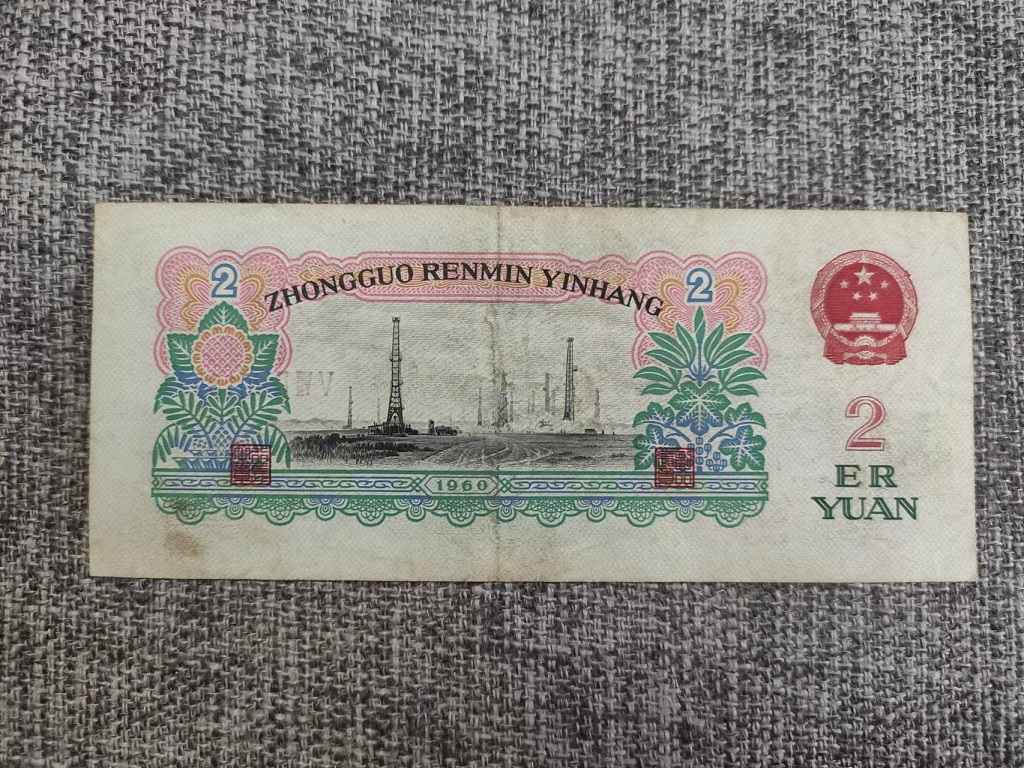 2
2
ZHONGGUO RENMIN YINHANG
1960
2
ER
YUAN